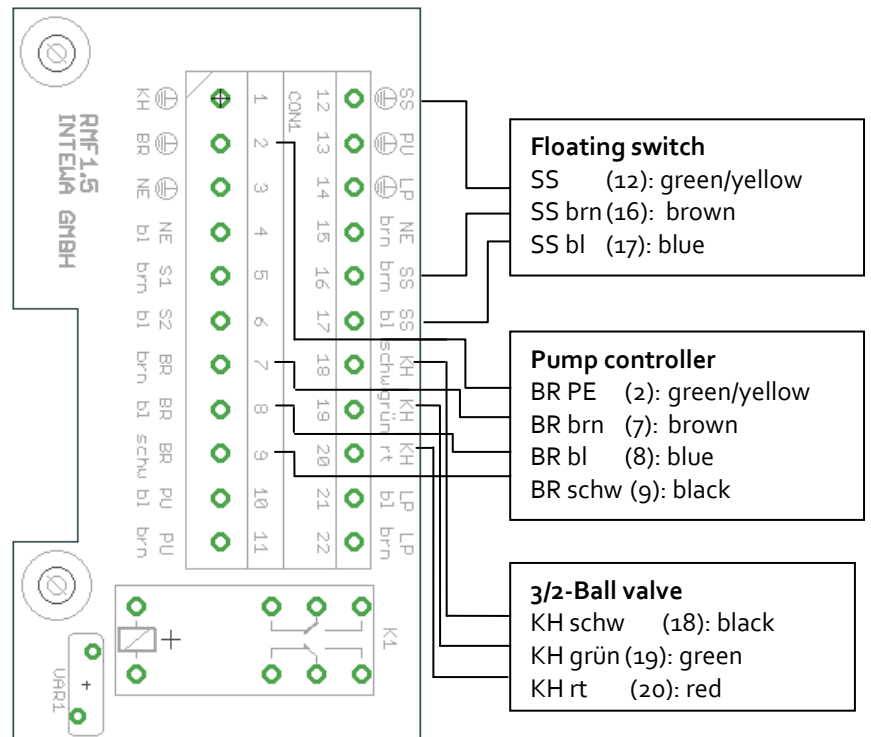 RMF1.5
INTEWA GMBH
KH
BR
NE
NE bl
S1 brn
S2 bl
BR brn
BR bl
BR schw
PU bl
PU brn
1
2
3
4
5
6
7
8
9
10
11
CON1
12
13
14
15
16
17
18
19
20
21
22
SS
PU
LP
NE brn
SS brn
SS bl
KH schw
KH grün
KH rt
LP bl
LP brn
K1
VAR1
+
+
Floating switch
SS (12): green/yellow
SS brn (16): brown
SS bl (17): blue
Pump controller
BR PE (2): green/yellow
BR brn (7): brown
BR bl (8): blue
BR schw (9): black
3/2-Ball valve
KH schw (18): black
KH grün (19): green
KH rt (20): red